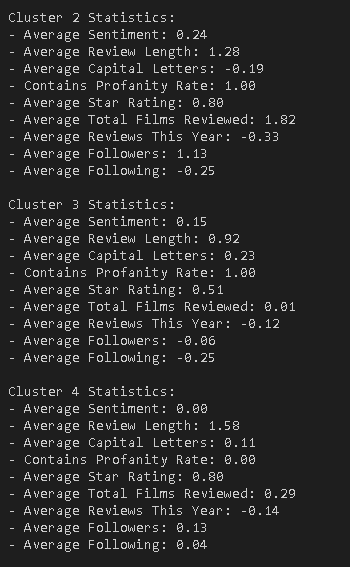 Cluster 2 Statistics:
- Average Sentiment: 0.24
- Average Review Length: 1.28
- Average Capital Letters: -0.19
- Contains Profanity Rate: 1.00
- Average Star Rating: 0.80
- Average Total Films Reviewed: 1.82
- Average Reviews This Year: -0.33
- Average Followers: 1.13
- Average Following: -0.25
Cluster 3 Statistics:
- Average Sentiment: 0.15
- Average Review Length: 0.92
- Average Capital Letters: 0.23
- Contains Profanity Rate: 1.00
- Average Star Rating: 0.51
- Average Total Films Reviewed: 0.01
- Average Reviews This Year: -0.12
- Average Followers: -0.06
- Average Following: -0.25
Cluster 4 Statistics:
- Average Sentiment: 0.00
- Average Review Length: 1.58
- Average Capital Letters: 0.11
- Contains Profanity Rate: 0.00
- Average Star Rating: 0.80
- Average Total Films Reviewed: 0.29
- Average Reviews This Year: -0.14
- Average Followers: 0.13
- Average Following: 0.04